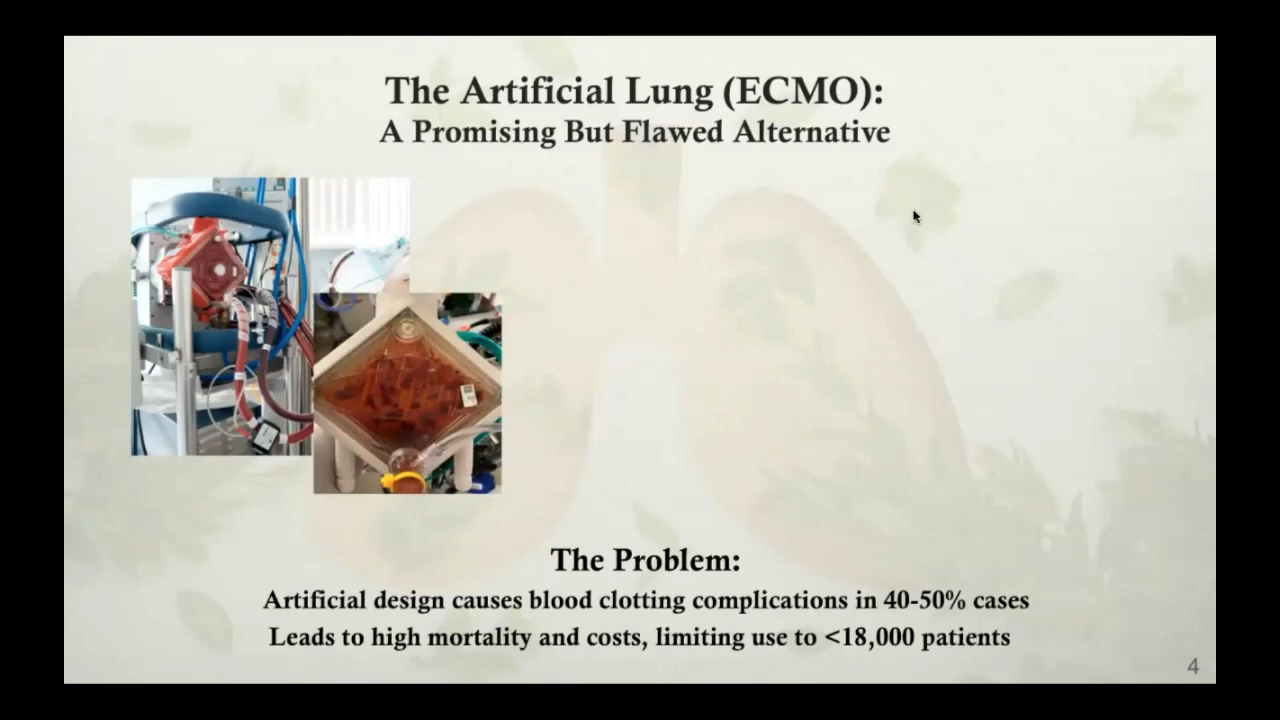 The Artificial Lung (ECMO):
A Promising But Flawed Alternative
The Problem:
Artificial design causes blood clotting complications in 40-50% cases
Leads to high mortality and costs, limiting use to <18,000 patients
4